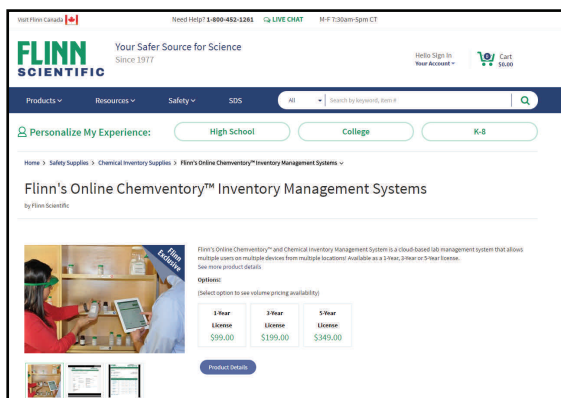 Visit Flinn Canada
Need Help? 1-800-452-1261 LIVE CHAT M-F 7:30am-5pm CT
FLINN
SCIENTIFIC
Your Safer Source for Science
Since 1977
Hello Sign In
Your Account
0
Cart
$0.00
Products Resources Safety SDS
All Search by keyword, item #
Personalize My Experience: High School College K-8
Home > Safety Supplies > Chemical Inventory Supplies > Flinn's Online Chemventory™ Inventory Management Systems
Flinn's Online Chemventory™ Inventory Management Systems
by Flinn Scientific
Flinn Exclusive
Flinn's Online Chemventory™ and Chemical Inventory Management System is a cloud-based lab management system that allows
multiple users on multiple devices from multiple locations! Available as a 1-Year, 3-Year or 5-Year license.
See more product details
Options:
(Select option to see volume pricing availability)
1-Year License $99.00
3-Year License $199.00
5-Year License $349.00
Product Details